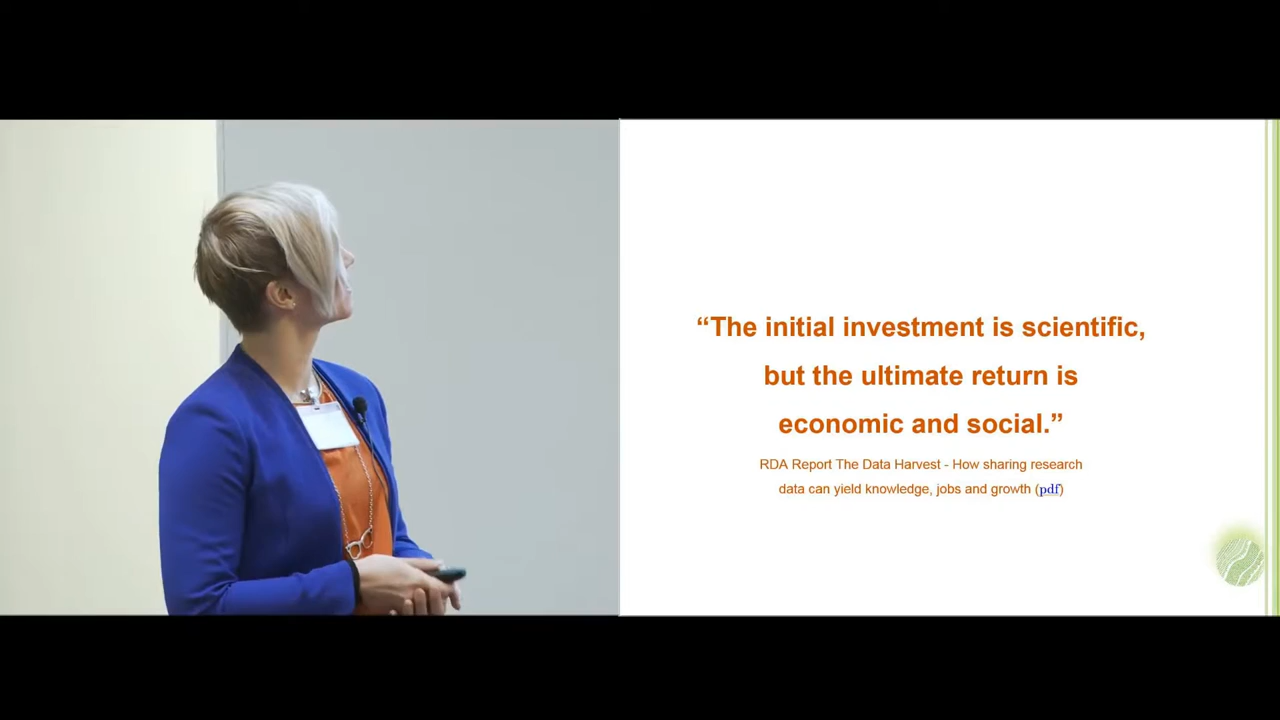 “The initial investment is scientific,
but the ultimate return is
economic and social.”
RDA Report The Data Harvest - How sharing research
data can yield knowledge, jobs and growth (pdf)